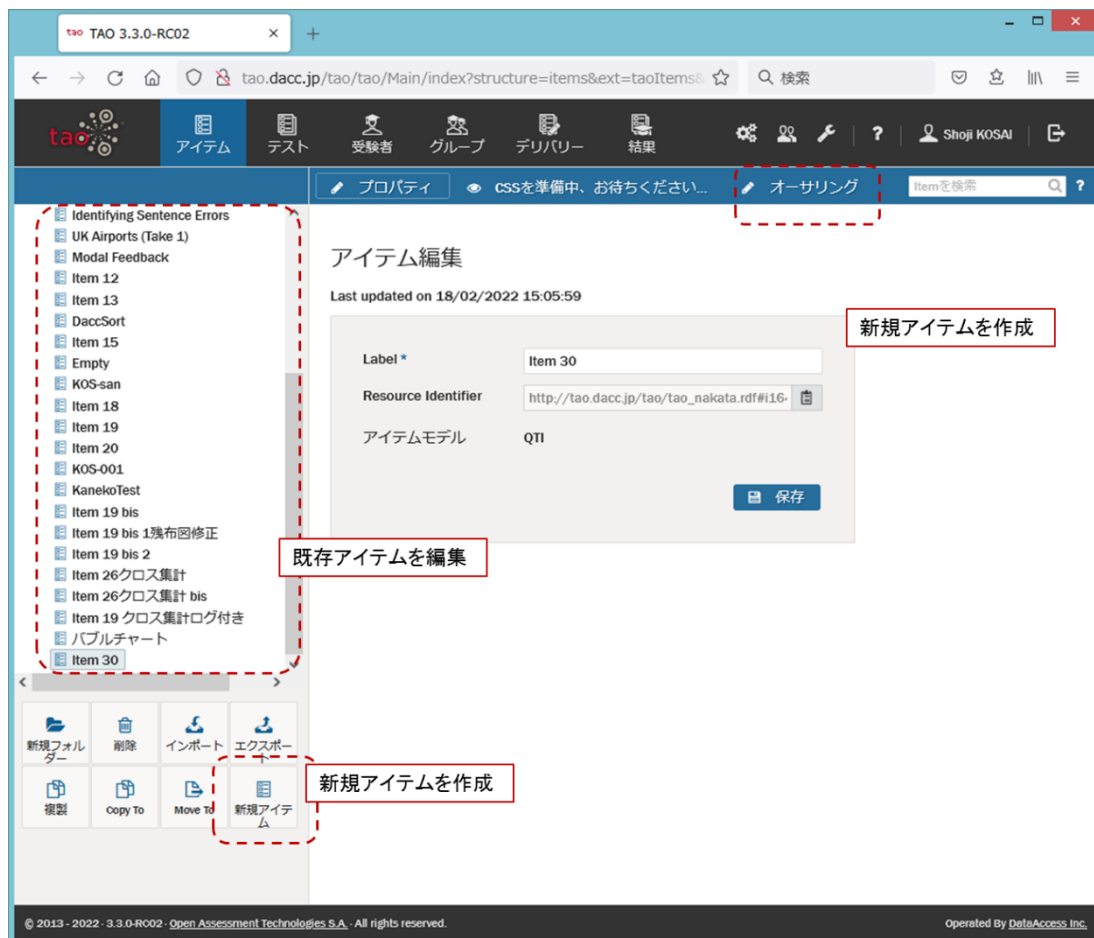 tao TAO 3.3.0-RC02
tao.dacc.jp/tao/tao/Main/index?structure=items&ext=taoItems&
検索
tao
アイテム
テスト
受験者
グループ
デリバリー
結果
?
Shoji KOSAI
プロパティ
CSSを準備中、お待ちください...
オーサリング
Itemを検索
?
Identifying Sentence Errors
UK Airports (Take 1)
Modal Feedback
Item 12
Item 13
DaccSort
Item 15
Empty
KOS-san
Item 18
Item 19
Item 20
KOS-001
KanekoTest
Item 19 bis
Item 19 bis 1残布図修正
Item 19 bis 2
Item 26クロス集計
Item 26クロス集計 bis
Item 19 クロス集計ログ付き
バブルチャート
Item 30
アイテム編集
Last updated on 18/02/2022 15:05:59
新規アイテムを作成
Label *
Item 30
Resource Identifier
http://tao.dacc.jp/tao/tao_nakata.rdf#i16
アイテムモデル
QTI
保存
既存アイテムを編集
新規フォルダー
削除
インポート
エクスポート
複製
Copy To
Move To
新規アイテム
新規アイテムを作成
© 2013 - 2022 · 3.3.0-RC02 · Open Assessment Technologies S.A. · All rights reserved.
Operated By DataAccess Inc.